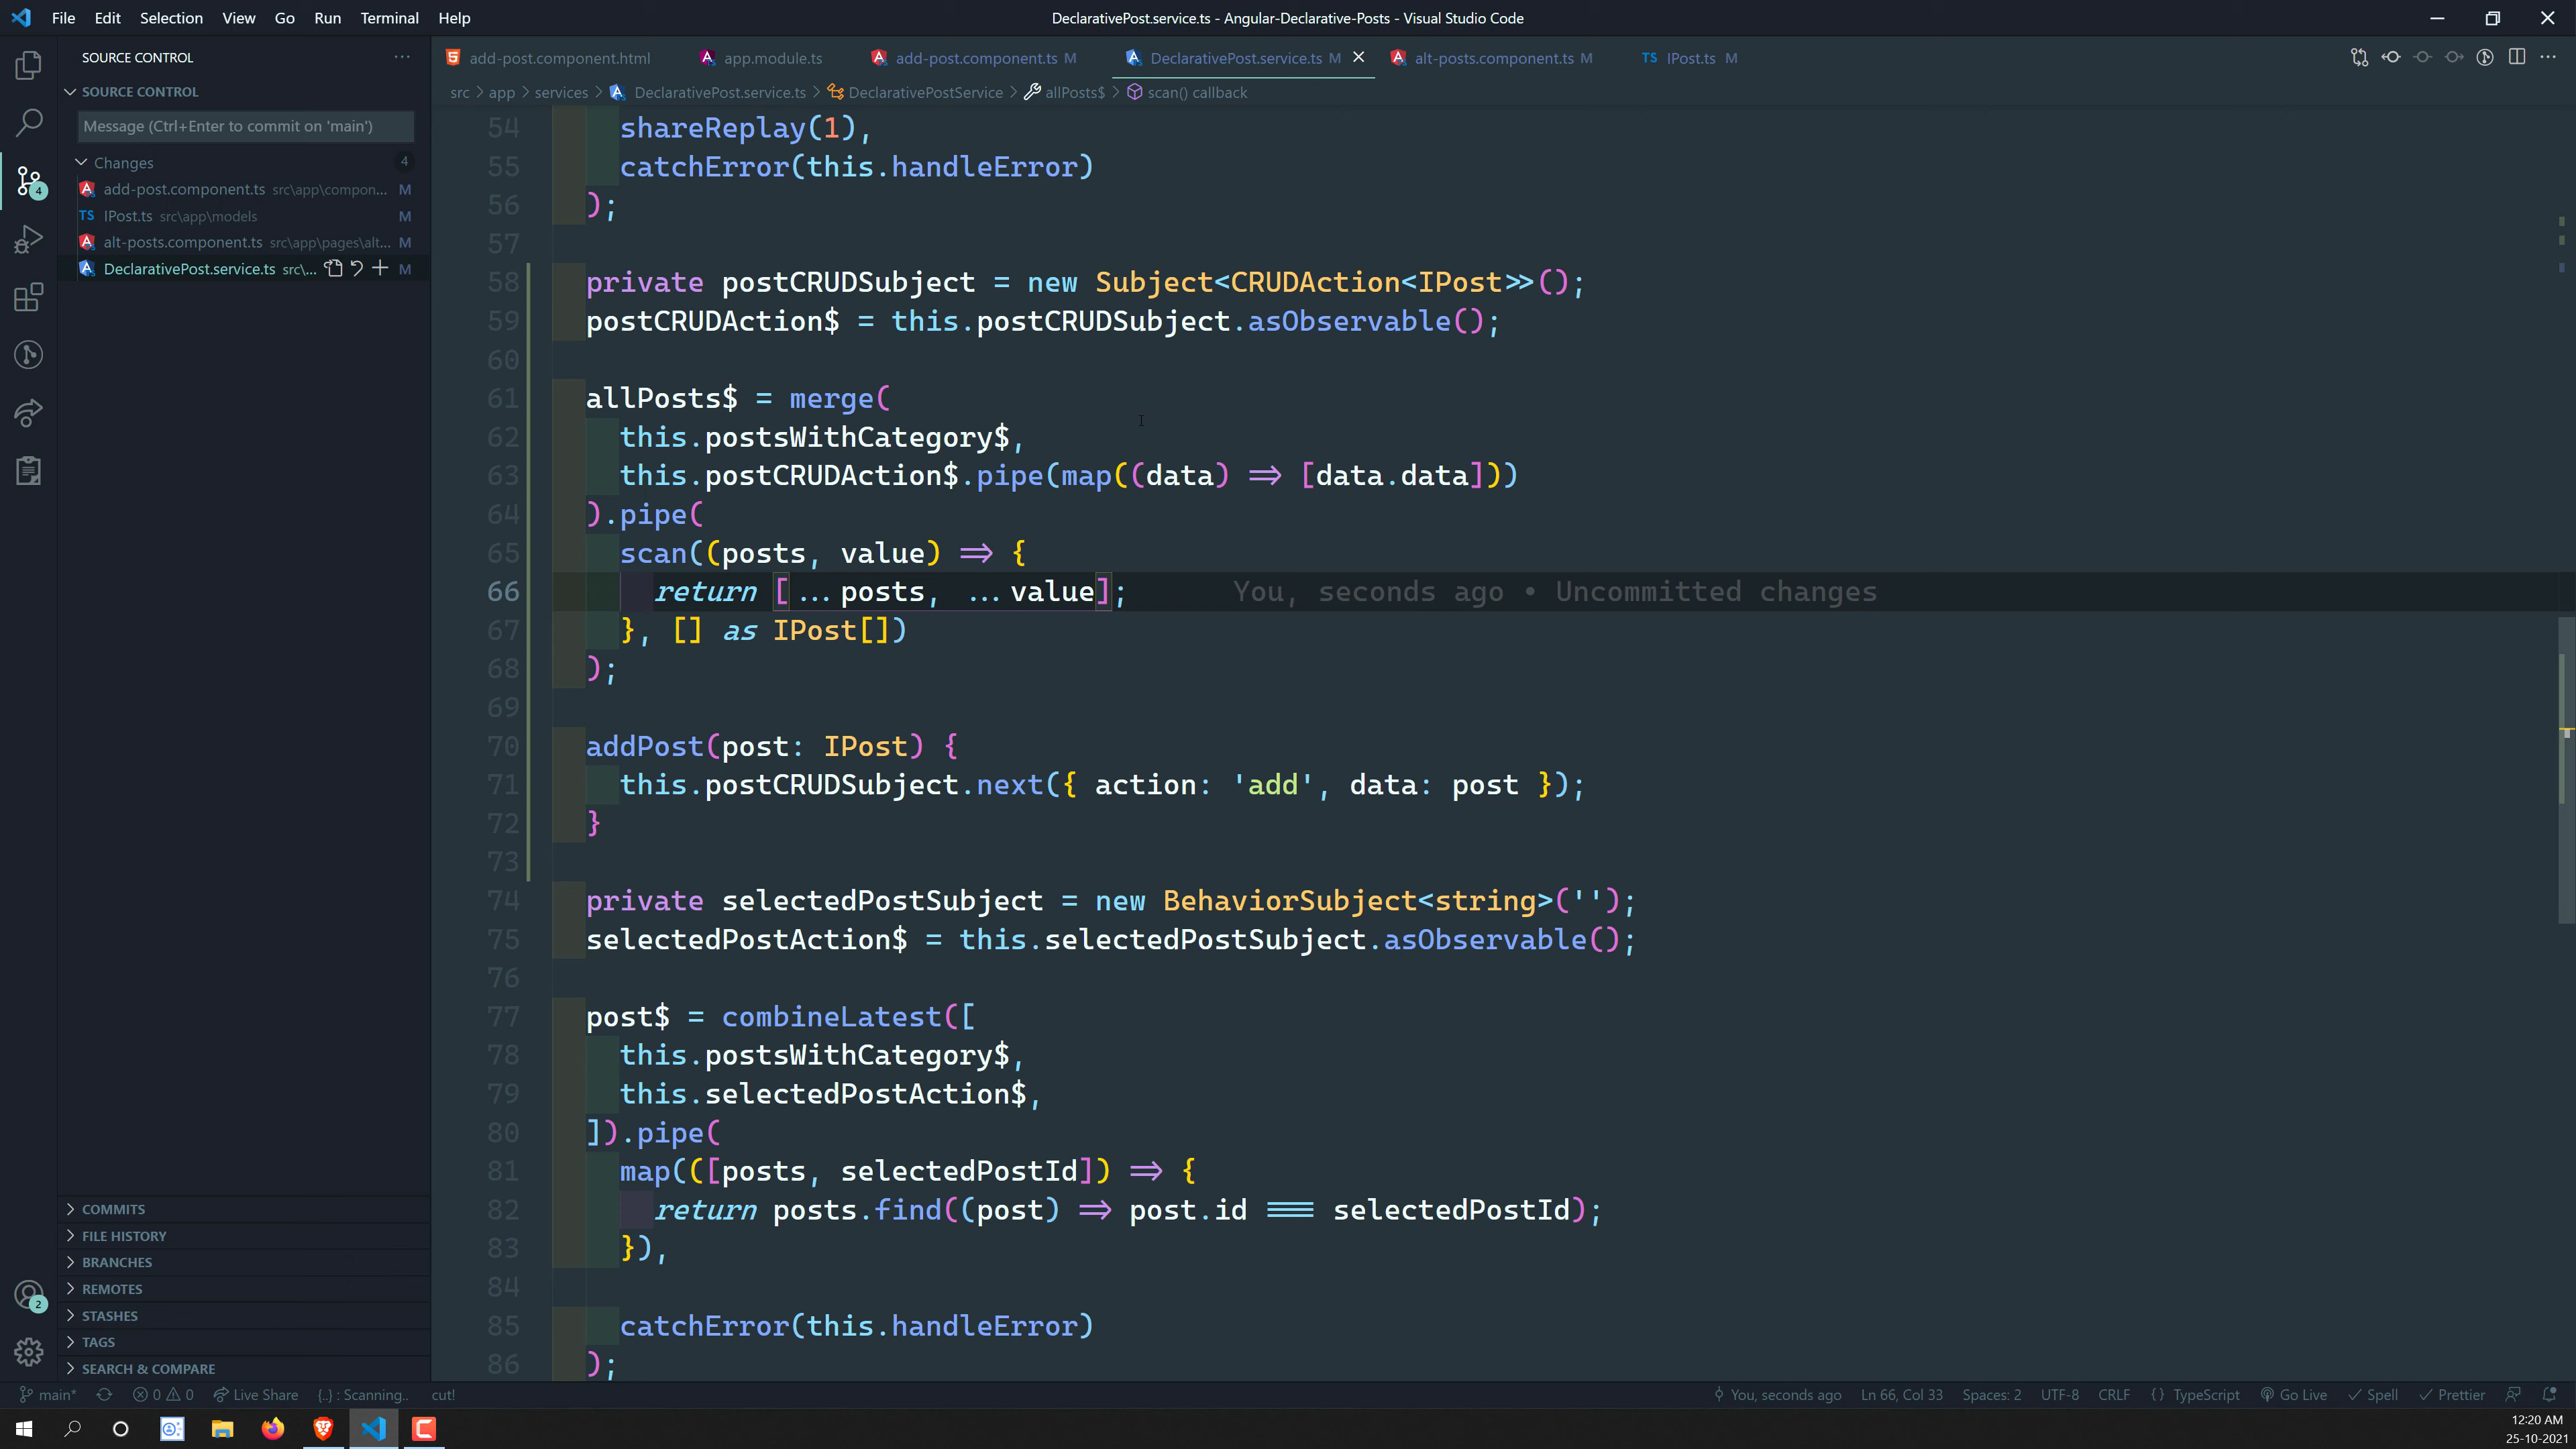 File Edit Selection View Go Run Terminal Help
DeclarativePost.service.ts - Angular-Declarative-Posts - Visual Studio Code
SOURCE CONTROL
add-post.component.html
app.module.ts
add-post.component.ts M
DeclarativePost.service.ts M
alt-posts.component.ts M
TS IPost.ts M
src > app > services > DeclarativePost.service.ts > DeclarativePostService > allPosts$ > scan() callback
SOURCE CONTROL
Message (Ctrl+Enter to commit on 'main')
Changes 4
add-post.component.ts src\app\compon... M
TS IPost.ts src\app\models M
alt-posts.component.ts src\app\pages\alt... M
DeclarativePost.service.ts src\... M
4
54 shareReplay(1),
55 catchError(this.handleError)
56 );
57
58 private postCRUDSubject = new Subject<CRUDAction<IPost>>();
59 postCRUDAction$ = this.postCRUDSubject.asObservable();
60
61 allPosts$ = merge(
62 this.postsWithCategory$,
63 this.postCRUDAction$.pipe(map((data) => [data.data]))
64 ).pipe(
65 scan((posts, value) => {
66 return [...posts, ...value]; You, seconds ago • Uncommitted changes
67 }, [] as IPost[])
68 );
69
70 addPost(post: IPost) {
71 this.postCRUDSubject.next({ action: 'add', data: post });
72 }
73
74 private selectedPostSubject = new BehaviorSubject<string>('');
75 selectedPostAction$ = this.selectedPostSubject.asObservable();
76
77 post$ = combineLatest([
78 this.postsWithCategory$,
79 this.selectedPostAction$,
80 ]).pipe(
81 map(([posts, selectedPostId]) => {
82 return posts.find((post) => post.id === selectedPostId);
83 }),
84
85 catchError(this.handleError)
86 );
COMMITS
FILE HISTORY
BRANCHES
REMOTES
STASHES
TAGS
SEARCH & COMPARE
2
main* 0 0 Live Share {..} : Scanning.. cut!
You, seconds ago Ln 66, Col 33 Spaces: 2 UTF-8 CRLF {} TypeScript Go Live Spell Prettier
12:20 AM
25-10-2021